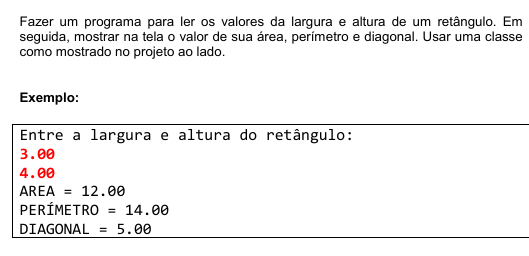 Fazer um programa para ler os valores da largura e altura de um retângulo. Em
seguida, mostrar na tela o valor de sua área, perímetro e diagonal. Usar uma classe
como mostrado no projeto ao lado.
Exemplo:
Entre a largura e altura do retângulo:
3.00
4.00
AREA = 12.00
PERÍMETRO = 14.00
DIAGONAL = 5.00